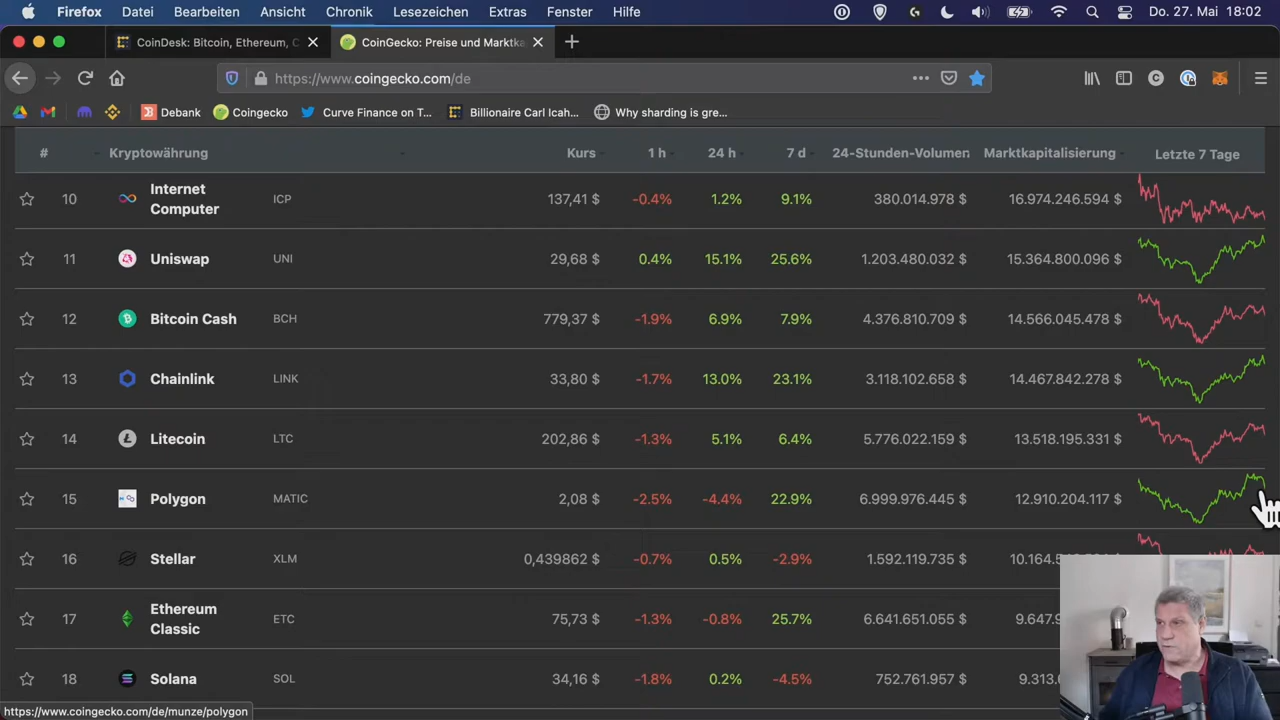 Firefox Datei Bearbeiten Ansicht Chronik Lesezeichen Extras Fenster Hilfe Do. 27. Mai 18:02
CoinDesk: Bitcoin, Ethereum, C CoinGecko: Preise und Marktka
https://www.coingecko.com/de
Debank Coingecko Curve Finance on T... Billionaire Carl Icah... Why sharding is gre...
# Kryptowährung Kurs 1 h 24 h 7 d 24-Stunden-Volumen Marktkapitalisierung Letzte 7 Tage
10 Internet Computer ICP 137,41 $ -0.4% 1.2% 9.1% 380.014.978 $ 16.974.246.594 $
11 Uniswap UNI 29,68 $ 0.4% 15.1% 25.6% 1.203.480.032 $ 15.364.800.096 $
12 Bitcoin Cash BCH 779,37 $ -1.9% 6.9% 7.9% 4.376.810.709 $ 14.566.045.478 $
13 Chainlink LINK 33,80 $ -1.7% 13.0% 23.1% 3.118.102.658 $ 14.467.842.278 $
14 Litecoin LTC 202,86 $ -1.3% 5.1% 6.4% 5.776.022.159 $ 13.518.195.331 $
15 Polygon MATIC 2,08 $ -2.5% -4.4% 22.9% 6.999.976.445 $ 12.910.204.117 $
16 Stellar XLM 0,439862 $ -0.7% 0.5% -2.9% 1.592.119.735 $
17 Ethereum Classic ETC 75,73 $ -1.3% -0.8% 25.7% 6.641.651.055 $ 9.647.
18 Solana SOL 34,16 $ -1.8% 0.2% -4.5% 752.761.957 $ 9.313.
https://www.coingecko.com/de/munze/polygon